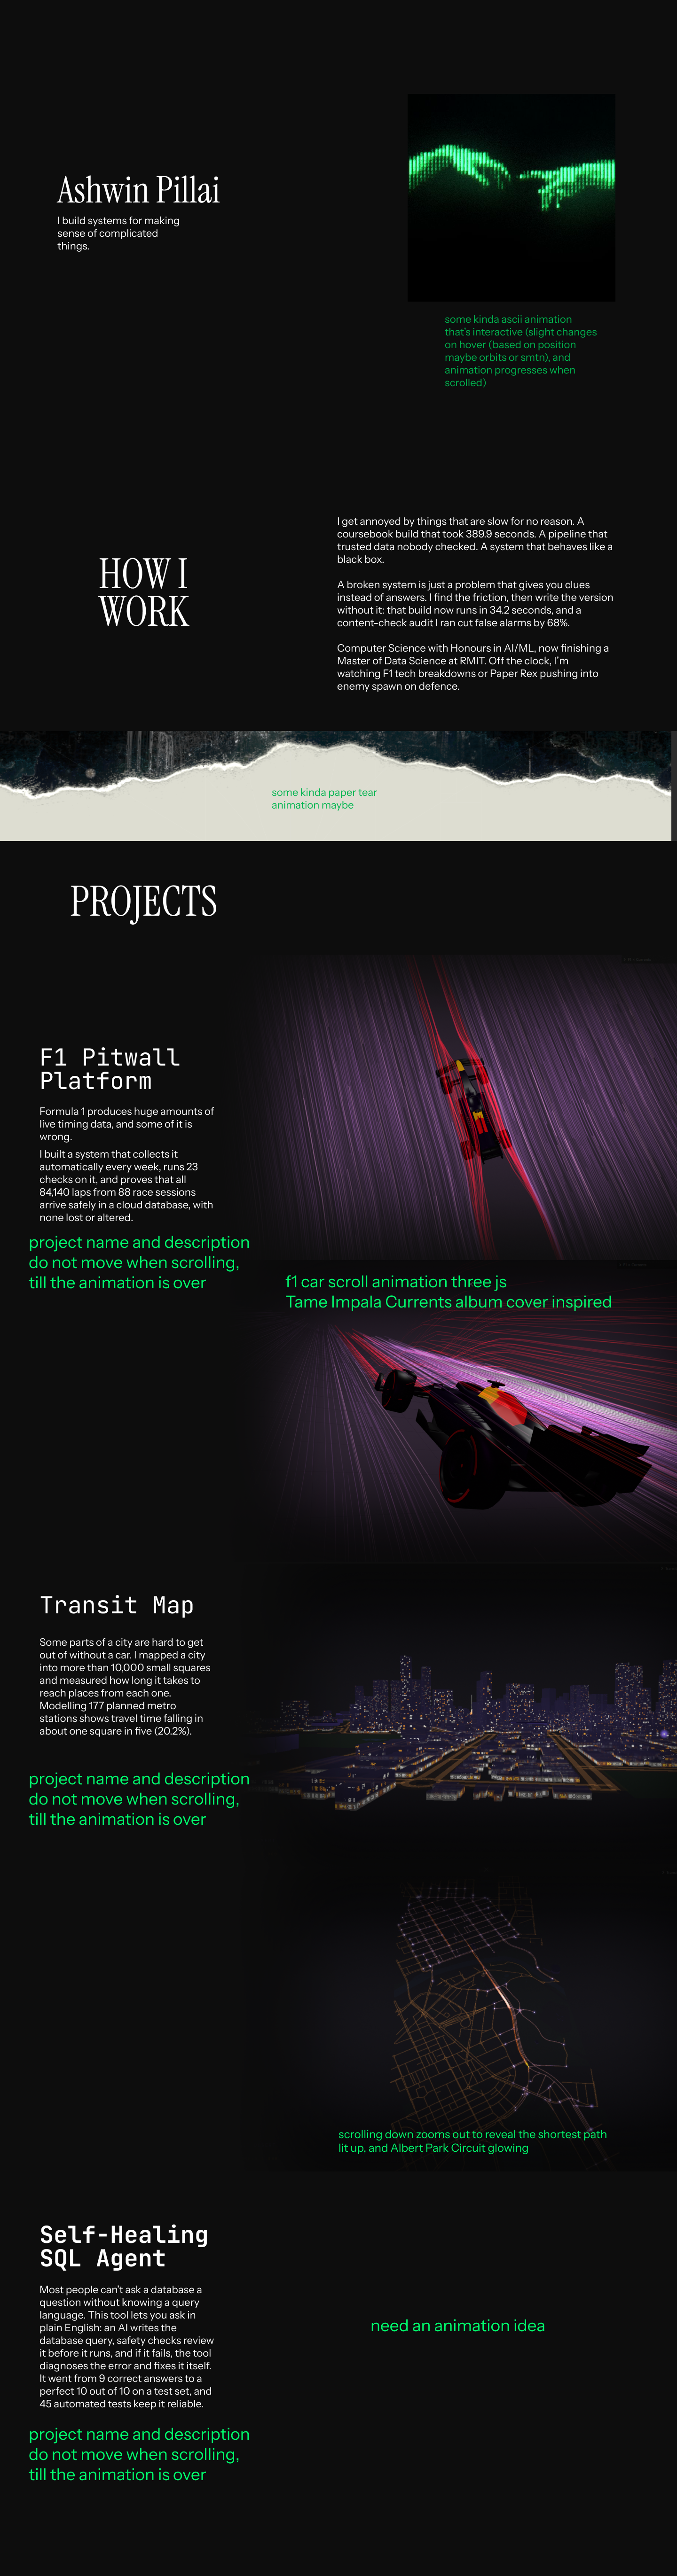 Ashwin Pillai
I build systems for making
sense of complicated
things.
some kinda ascii animation
that's interactive (slight changes
on hover (based on position
maybe orbits or smtn), and
animation progresses when
scrolled)
HOW I
WORK
I get annoyed by things that are slow for no reason. A
coursebook build that took 389.9 seconds. A pipeline that
trusted data nobody checked. A system that behaves like a
black box.
A broken system is just a problem that gives you clues
instead of answers. I find the friction, then write the version
without it: that build now runs in 34.2 seconds, and a
content-check audit I ran cut false alarms by 68%.
Computer Science with Honours in AI/ML, now finishing a
Master of Data Science at RMIT. Off the clock, I'm
watching F1 tech breakdowns or Paper Rex pushing into
enemy spawn on defence.
some kinda paper tear
animation maybe
PROJECTS
F1 Pitwall
Platform
Formula 1 produces huge amounts of
live timing data, and some of it is
wrong.
I built a system that collects it
automatically every week, runs 23
checks on it, and proves that all
84,140 laps from 88 race sessions
arrive safely in a cloud database, with
none lost or altered.
project name and description
do not move when scrolling,
till the animation is over
f1 car scroll animation three js
Tame Impala Currents album cover inspired
Transit Map
Some parts of a city are hard to get
out of without a car. I mapped a city
into more than 10,000 small squares
and measured how long it takes to
reach places from each one.
Modelling 177 planned metro
stations shows travel time falling in
about one square in five (20.2%).
project name and description
do not move when scrolling,
till the animation is over
scrolling down zooms out to reveal the shortest path
lit up, and Albert Park Circuit glowing
Self-Healing
SQL Agent
Most people can't ask a database a
question without knowing a query
language. This tool lets you ask in
plain English: an AI writes the
database query, safety checks review
it before it runs, and if it fails, the tool
diagnoses the error and fixes it itself.
It went from 9 correct answers to a
perfect 10 out of 10 on a test set, and
45 automated tests keep it reliable.
need an animation idea
project name and description
do not move when scrolling,
till the animation is over